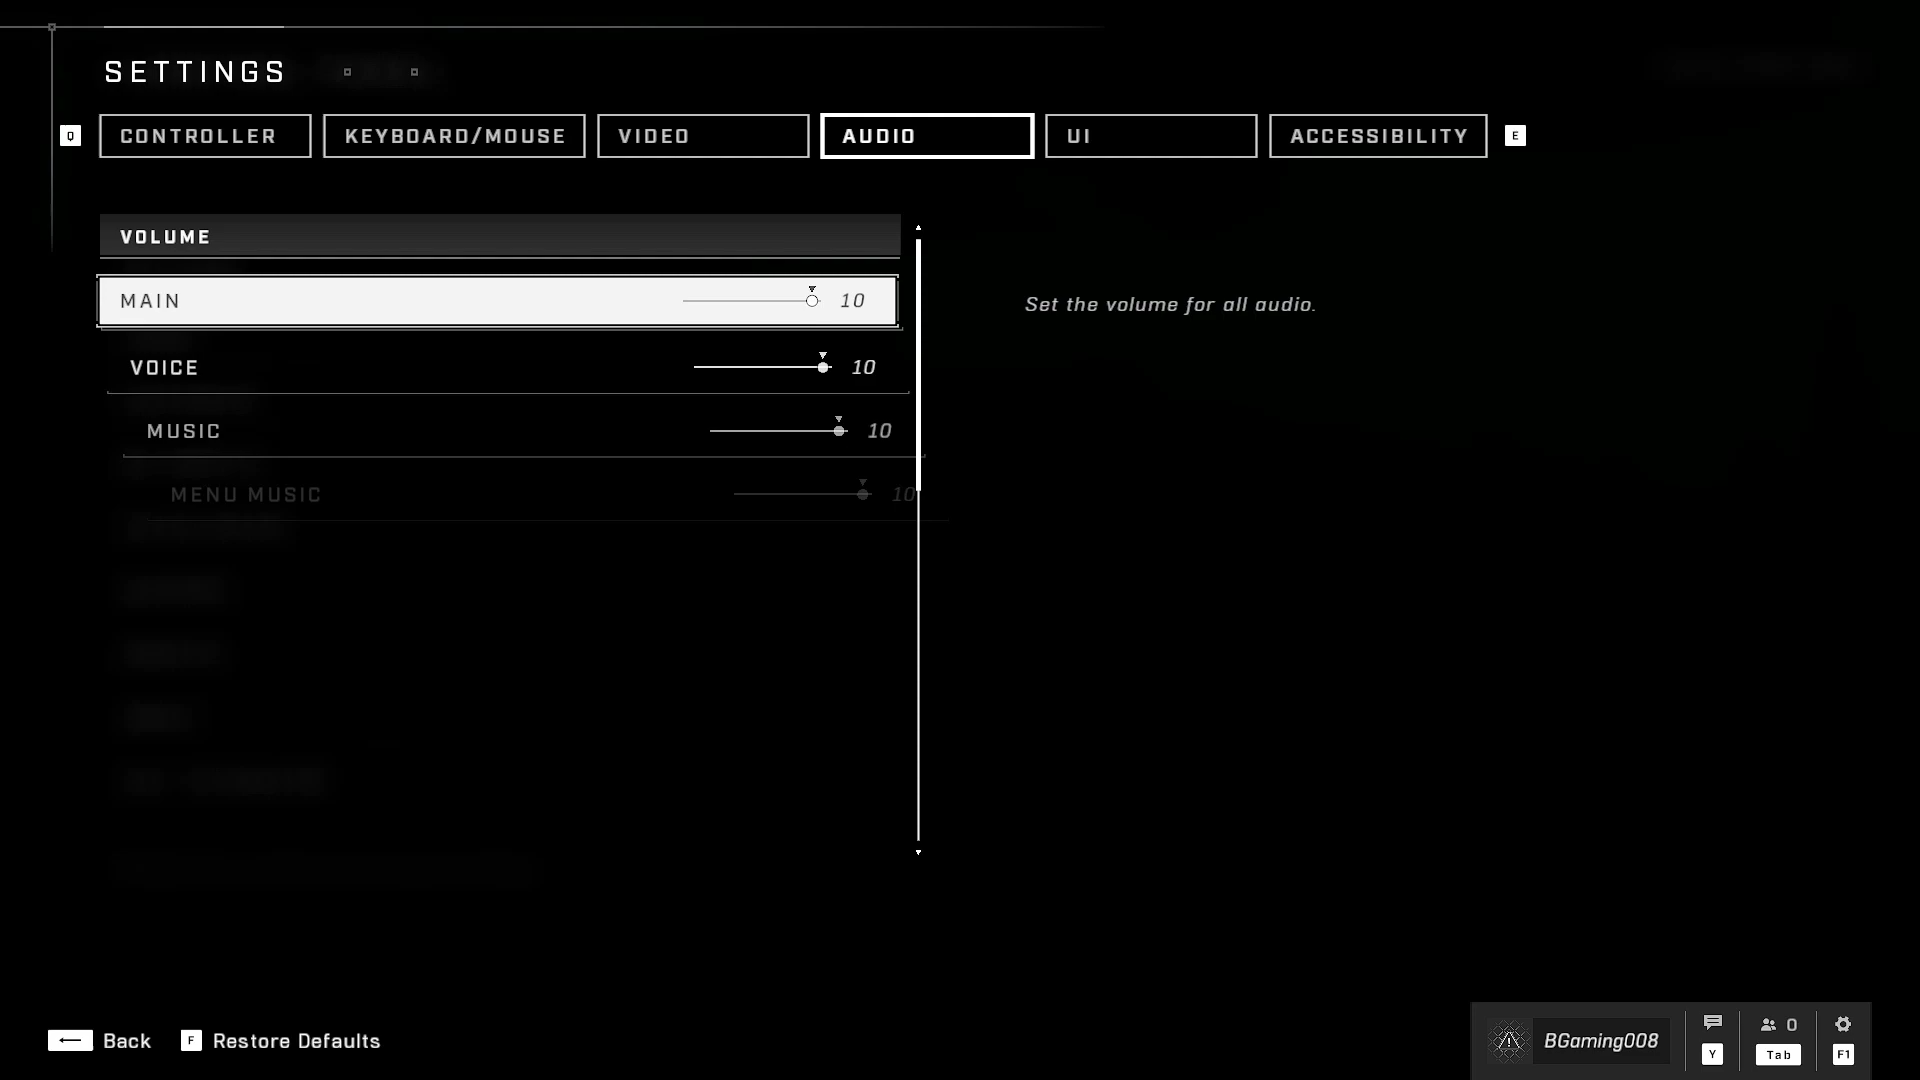 SETTINGS
Q CONTROLLER KEYBOARD/MOUSE VIDEO AUDIO UI ACCESSIBILITY E
VOLUME
MAIN 10
Set the volume for all audio.
VOICE 10
MUSIC 10
MENU MUSIC 10
Back F Restore Defaults
BGaming008 Y 0 Tab F1